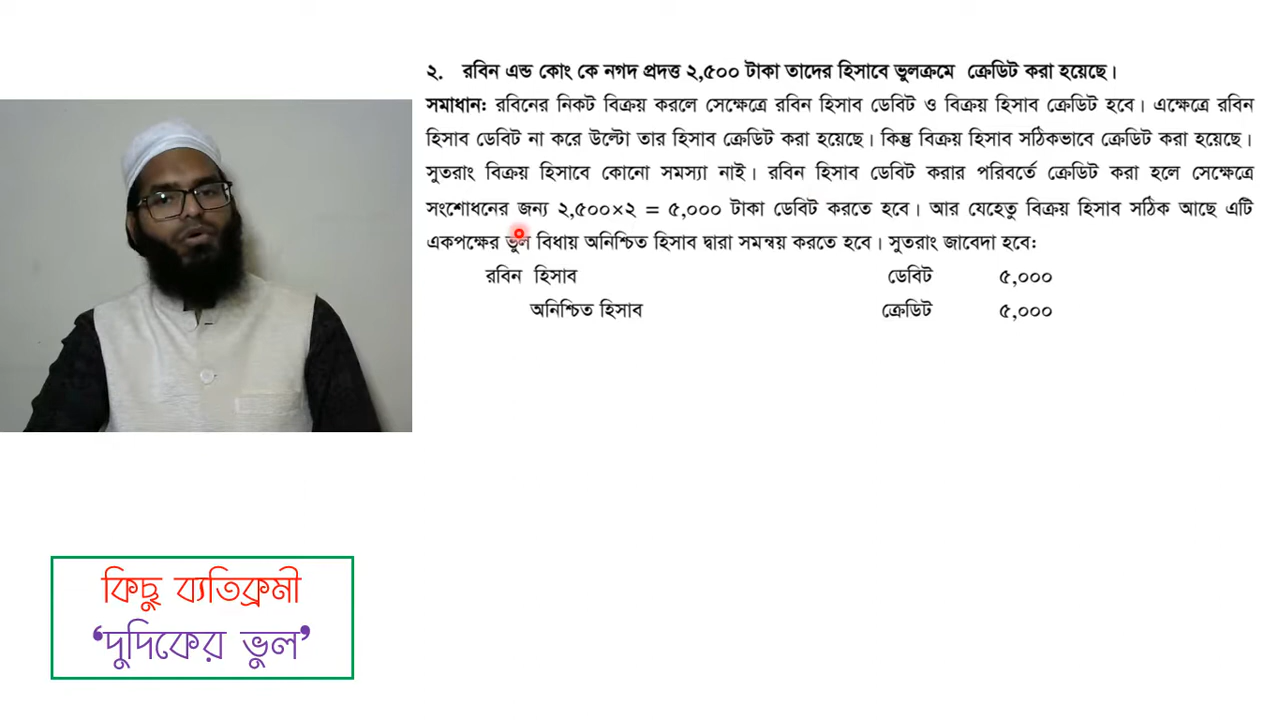 ২. রবিন এন্ড কোং কে নগদ প্রদত্ত ২,৫০০ টাকা তাদের হিসাবে ভুলক্রমে ক্রেডিট করা হয়েছে।
সমাধান: রবিনের নিকট বিক্রয় করলে সেক্ষেত্রে রবিন হিসাব ডেবিট ও বিক্রয় হিসাব ক্রেডিট হবে। এক্ষেত্রে রবিন
হিসাব ডেবিট না করে উল্টো তার হিসাব ক্রেডিট করা হয়েছে। কিন্তু বিক্রয় হিসাব সঠিকভাবে ক্রেডিট করা হয়েছে।
সুতরাং বিক্রয় হিসাবে কোনো সমস্যা নাই। রবিন হিসাব ডেবিট করার পরিবর্তে ক্রেডিট করা হলে সেক্ষেত্রে
সংশোধনের জন্য ২,৫০০×২ = ৫,০০০ টাকা ডেবিট করতে হবে। আর যেহেতু বিক্রয় হিসাব সঠিক আছে এটি
একপক্ষের ভুল বিধায় অনিশ্চিত হিসাব দ্বারা সমন্বয় করতে হবে। সুতরাং জাবেদা হবে:
রবিন হিসাব ডেবিট ৫,০০০
অনিশ্চিত হিসাব ক্রেডিট ৫,০০০
কিছু ব্যতিক্রমী
‘দুদিকের ভুল’